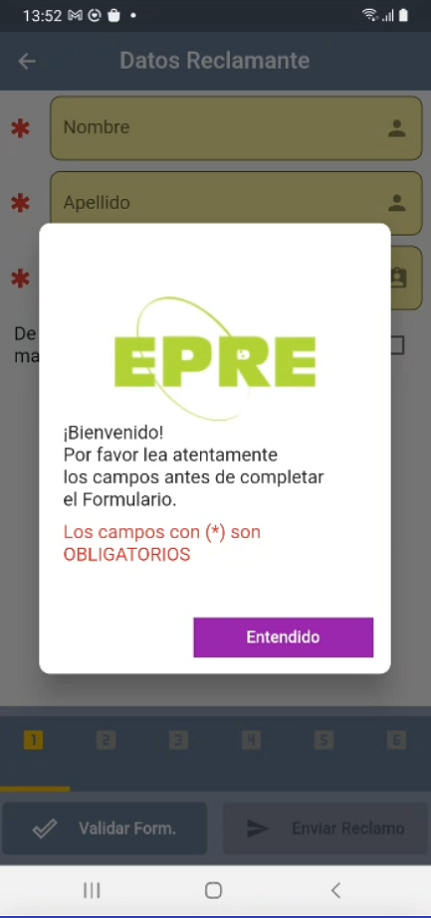 13:52
Datos Reclamante
Nombre
Apellido
De
ma
EPRE
¡Bienvenido!
Por favor lea atentamente
los campos antes de completar
el Formulario.
Los campos con (*) son
OBLIGATORIOS
Entendido
1 2 3 4 5 6
Validar Form. Enviar Reclamo